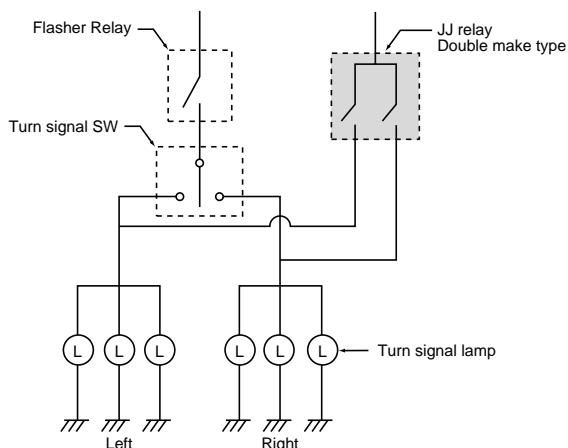 Flasher Relay
JJ relay
Double make type
Turn signal SW
L
L
L
L
L
L
Turn signal lamp
Left
Right